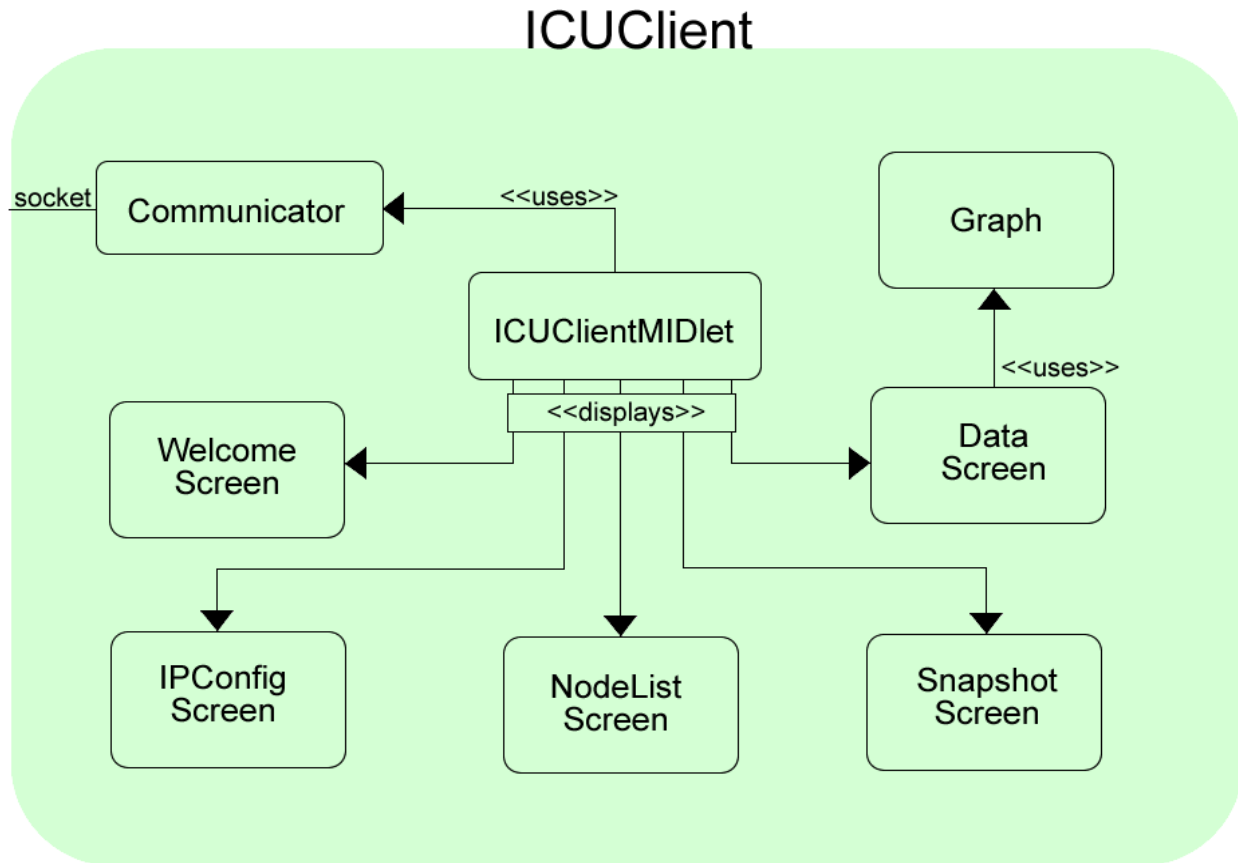 ICUClient
socket
Communicator
<<uses>>
Graph
ICUClientMIDlet
<<uses>>
<<displays>>
Welcome
Screen
Data
Screen
IPConfig
Screen
NodeList
Screen
Snapshot
Screen